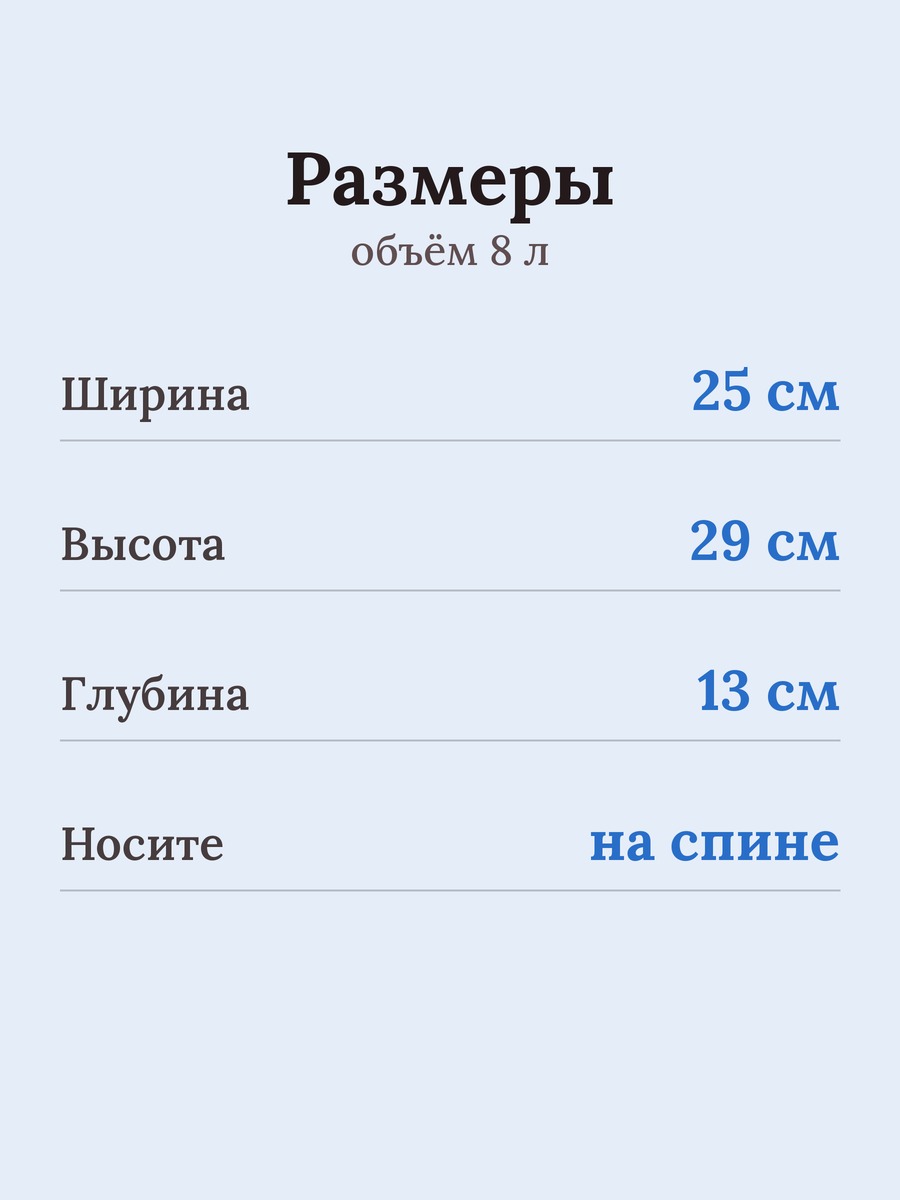 Размеры
объём 8 л
Ширина 25 см
Высота 29 см
Глубина 13 см
Носите на спине